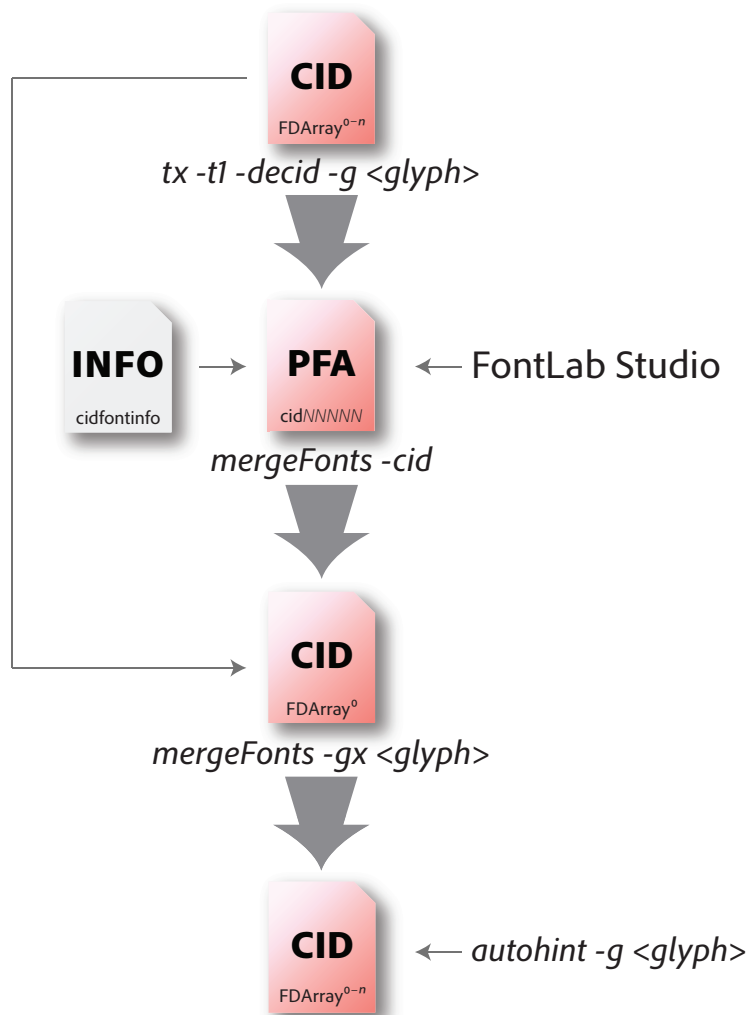 CID
FDArray⁰⁻ⁿ
tx -t1 -decid -g <glyph>
INFO
cidfontinfo
PFA
cidNNNNN
FontLab Studio
mergeFonts -cid
CID
FDArray⁰
mergeFonts -gx <glyph>
CID
FDArray⁰⁻ⁿ
autohint -g <glyph>